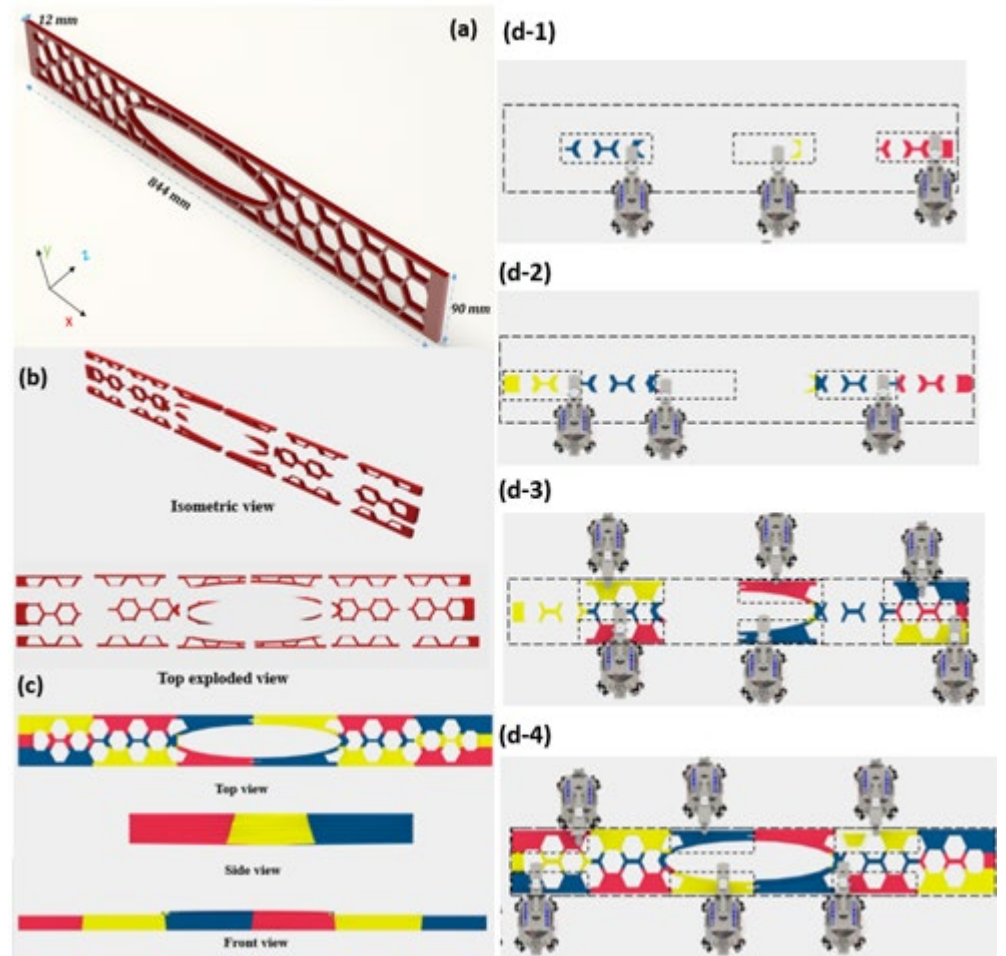 (a)
12 mm
844 mm
90 mm
Y
Z
X
(b)
Isometric view
Top exploded view
(c)
Top view
Side view
Front view
(d-1)
(d-2)
(d-3)
(d-4)